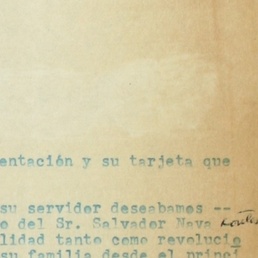 entación y su tarjeta que
su servidor deseabamos --
o del Sr. Salvador Nava
lidad tanto como revolucio
su familia desde el princi